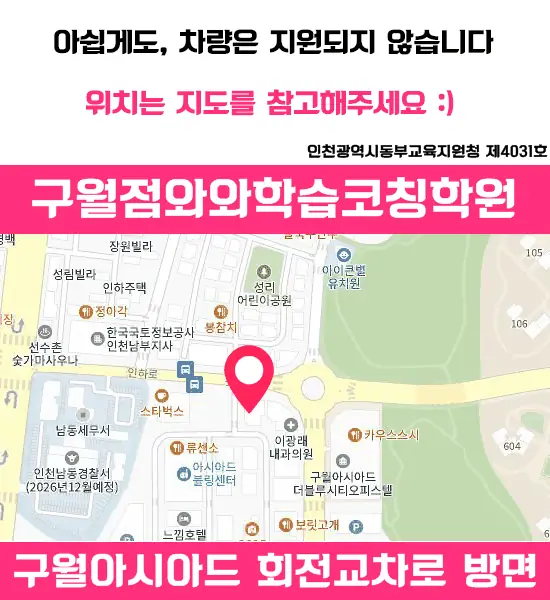 아쉽게도, 차량은 지원되지 않습니다
위치는 지도를 참고해주세요 :)
인천광역시동부교육지원청 제4031호
구월점와와학습코칭학원
장원빌라
성림빌라
인하주택
정아각
한국국토정보공사
인천남부지사
선수촌
숯가마사우나
성리
어린이공원
봉참치
아이큰별
유치원
105
106
인하로
스타벅스
남동세무서
인천남동경찰서
(2026년12월예정)
류센소
아시아드
볼링센터
이광래
내과의원
카우스스시
구월아시아드
더블루시티오피스텔
604
느낌호텔
보릿고개
구월아시아드 회전교차로 방면